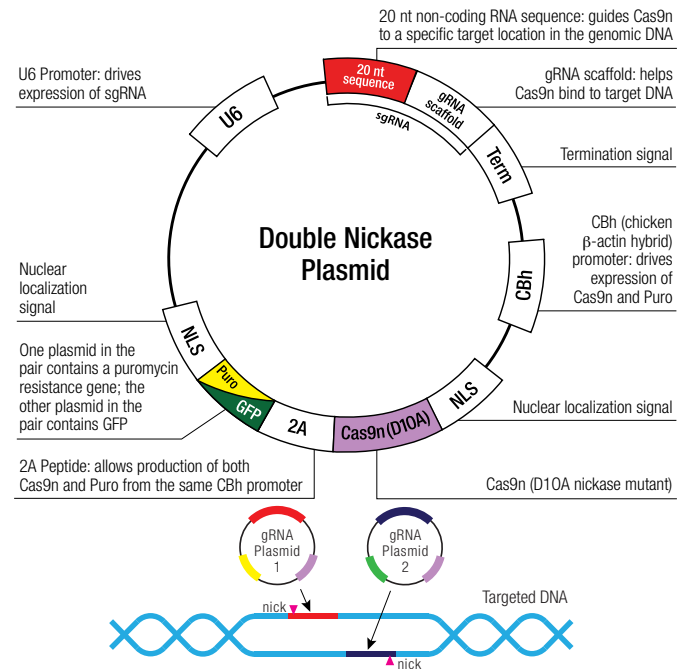 20 nt non-coding RNA sequence: guides Cas9n
to a specific target location in the genomic DNA
U6 Promoter: drives
expression of sgRNA
gRNA scaffold: helps
Cas9n bind to target DNA
20 nt
sequence
gRNA
scaffold
sgRNA
U6
Term
Termination signal
Double Nickase
Plasmid
CBh (chicken
β-actin hybrid)
promoter: drives
expression of
Cas9n and Puro
CBh
Nuclear
localization
signal
NLS
One plasmid in the
pair contains a puromycin
resistance gene; the
other plasmid in the
pair contains GFP
Puro
GFP
2A
Cas9n (D10A)
NLS
Nuclear localization signal
2A Peptide: allows production of both
Cas9n and Puro from the same CBh promoter
Cas9n (D10A nickase mutant)
gRNA
Plasmid
1
gRNA
Plasmid
2
Targeted DNA
nick
nick